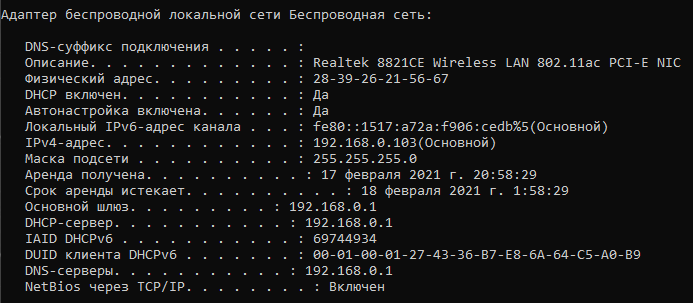 Адаптер беспроводной локальной сети Беспроводная сеть:
DNS-суффикс подключения . . . . . :
Описание. . . . . . . . . . . . . : Realtek 8821CE Wireless LAN 802.11ac PCI-E NIC
Физический адрес. . . . . . . . . : 28-39-26-21-56-67
DHCP включен. . . . . . . . . . . : Да
Автонастройка включена. . . . . . : Да
Локальный IPv6-адрес канала . . . : fe80::1517:a72a:f906:cedb%5(Основной)
IPv4-адрес. . . . . . . . . . . . : 192.168.0.103(Основной)
Маска подсети . . . . . . . . . . : 255.255.255.0
Аренда получена. . . . . . . . . . : 17 февраля 2021 г. 20:58:29
Срок аренды истекает. . . . . . . . . . : 18 февраля 2021 г. 1:58:29
Основной шлюз. . . . . . . . . : 192.168.0.1
DHCP-сервер. . . . . . . . . . . : 192.168.0.1
IAID DHCPv6 . . . . . . . . . . . : 69744934
DUID клиента DHCPv6 . . . . . . . : 00-01-00-01-27-43-36-B7-E8-6A-64-C5-A0-B9
DNS-серверы. . . . . . . . . . . : 192.168.0.1
NetBios через TCP/IP. . . . . . . . : Включен